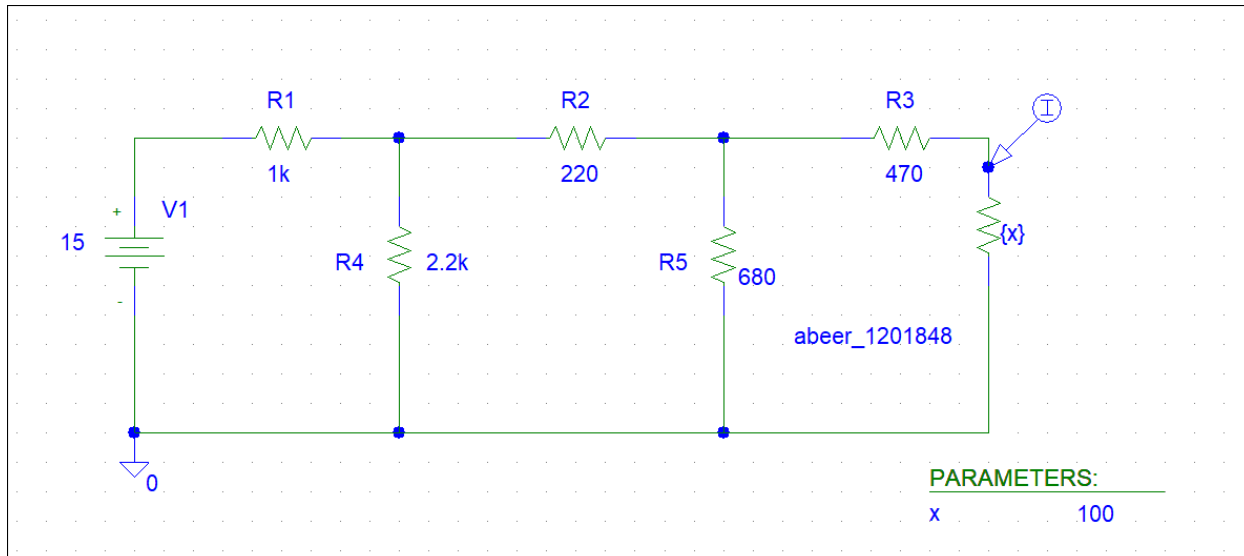 R1
R2
R3
I
1k
220
470
+
V1
15
R4
2.2k
R5
680
{x}
-
abeer_1201848
0
PARAMETERS:
x 100